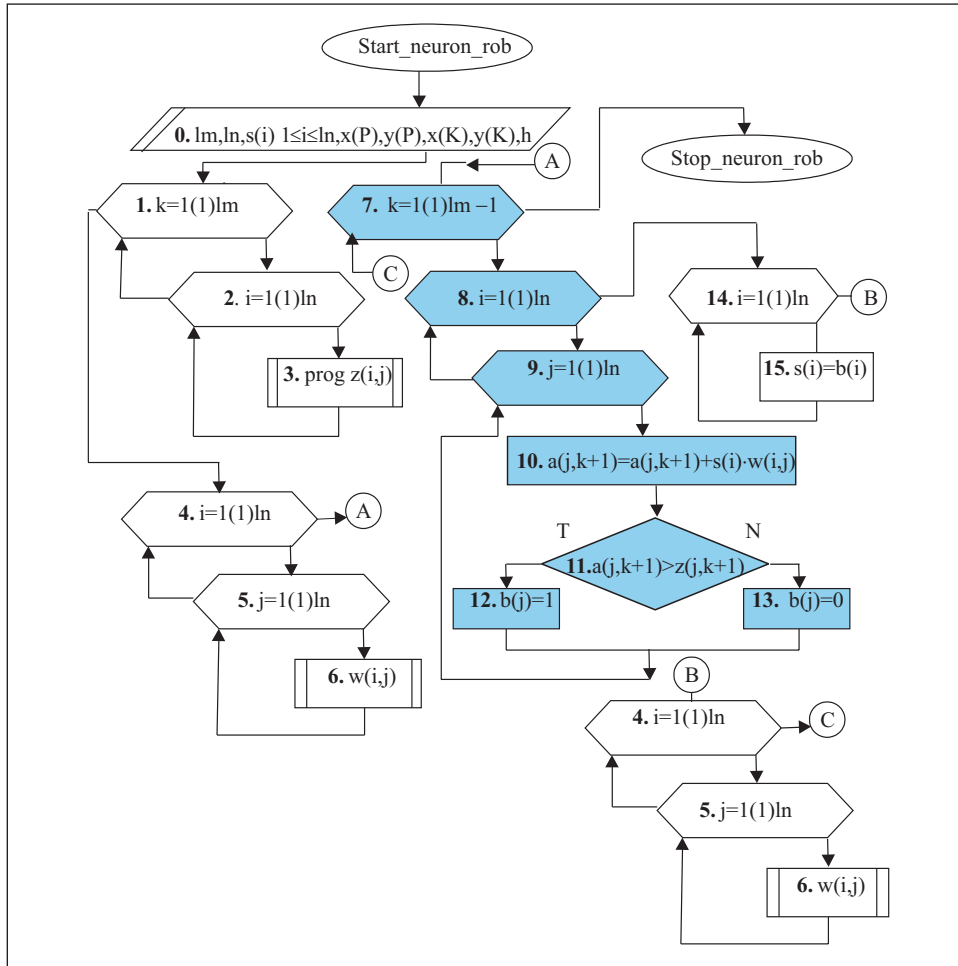 Start_neuron_rob
0. lm,ln,s(i) 1≤i≤ln,x(P),y(P),x(K),y(K),h
Stop_neuron_rob
A
1. k=1(1)lm
7. k=1(1)lm −1
C
2. i=1(1)ln
8. i=1(1)ln
14. i=1(1)ln
B
3. prog z(i,j)
9. j=1(1)ln
15. s(i)=b(i)
10. a(j,k+1)=a(j,k+1)+s(i)·w(i,j)
4. i=1(1)ln
A
T
N
11.a(j,k+1)>z(j,k+1)
5. j=1(1)ln
12. b(j)=1
13. b(j)=0
6. w(i,j)
B
4. i=1(1)ln
C
5. j=1(1)ln
6. w(i,j)